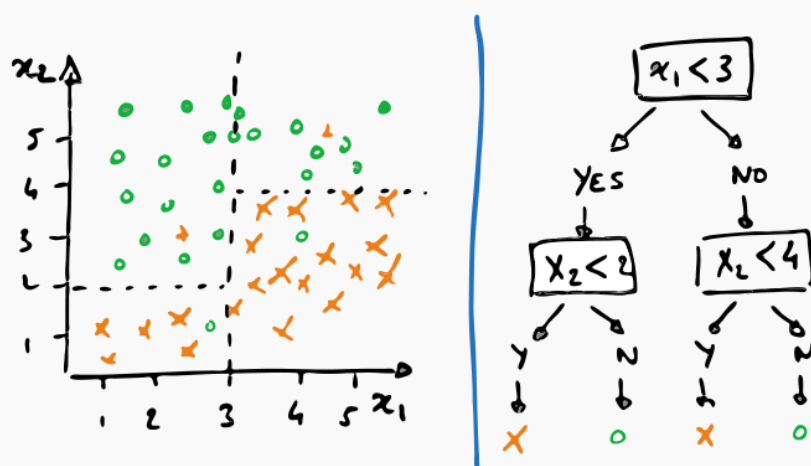 x₂
5
4
3
2
1
1 2 3 4 5 x₁
x₁ < 3
YES NO
X₂ < 2 X₂ < 4
Y N Y N